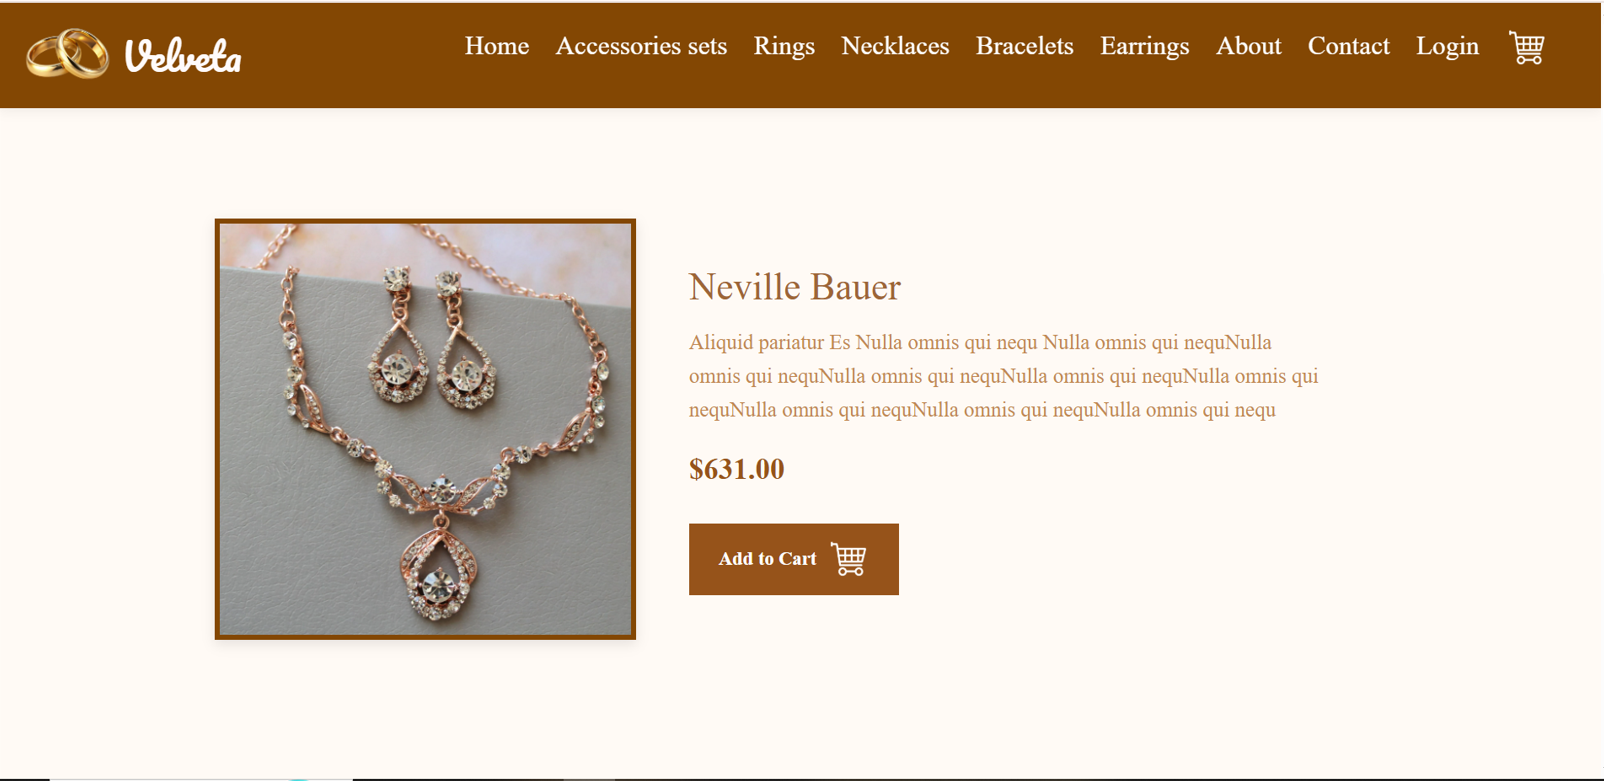 Velveta
Home Accessories sets Rings Necklaces Bracelets Earrings About Contact Login
Neville Bauer
Aliquid pariatur Es Nulla omnis qui nequ Nulla omnis qui nequNulla
omnis qui nequNulla omnis qui nequNulla omnis qui nequNulla omnis qui
nequNulla omnis qui nequNulla omnis qui nequNulla omnis qui nequ
$631.00
Add to Cart